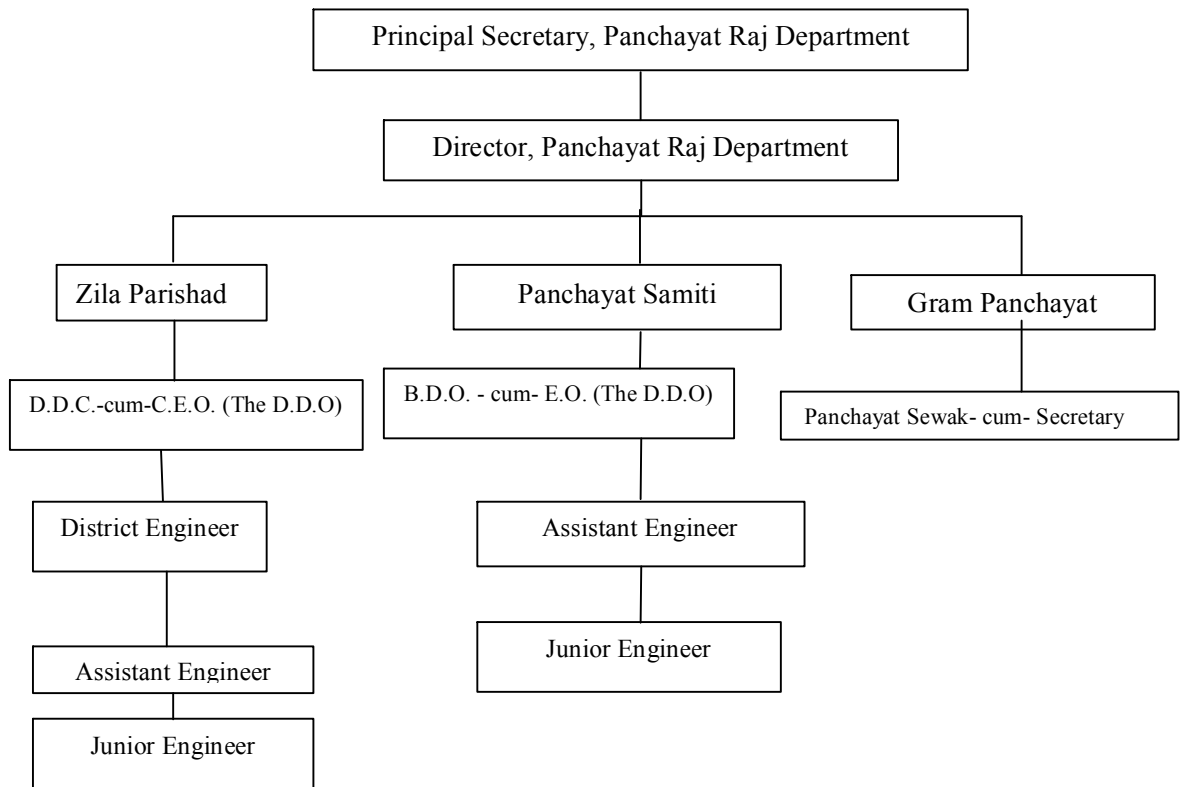 Principal Secretary, Panchayat Raj Department
Director, Panchayat Raj Department
Zila Parishad
Panchayat Samiti
Gram Panchayat
D.D.C.-cum-C.E.O. (The D.D.O)
B.D.O. - cum- E.O. (The D.D.O)
Panchayat Sewak- cum- Secretary
District Engineer
Assistant Engineer
Assistant Engineer
Junior Engineer
Junior Engineer